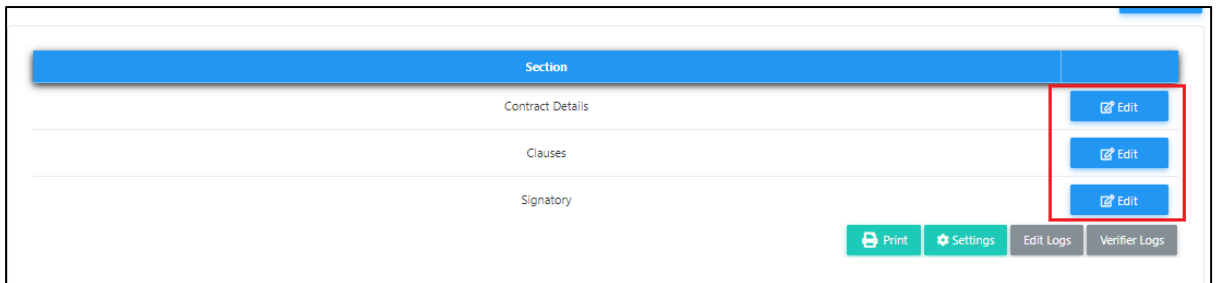 Section
Contract Details Edit
Clauses Edit
Signatory Edit
Print Settings Edit Logs Verifier Logs